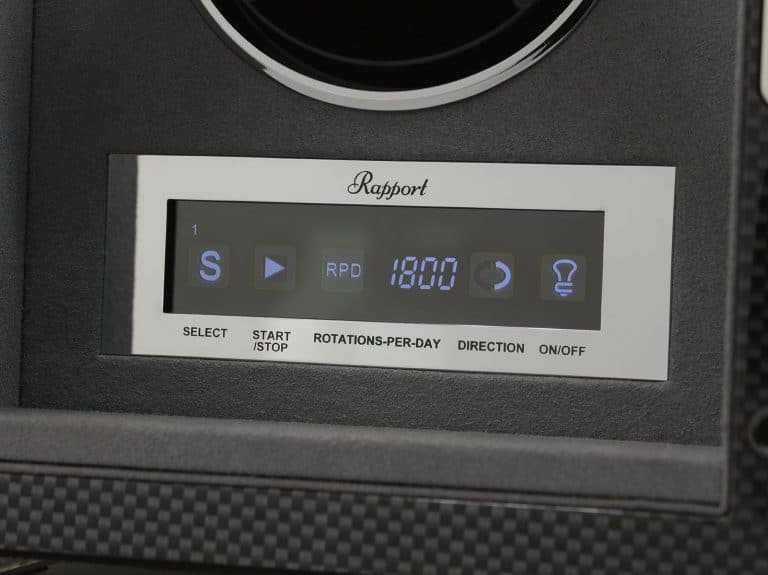 Rapport
1
S RPD 1800
SELECT START /STOP ROTATIONS-PER-DAY DIRECTION ON/OFF